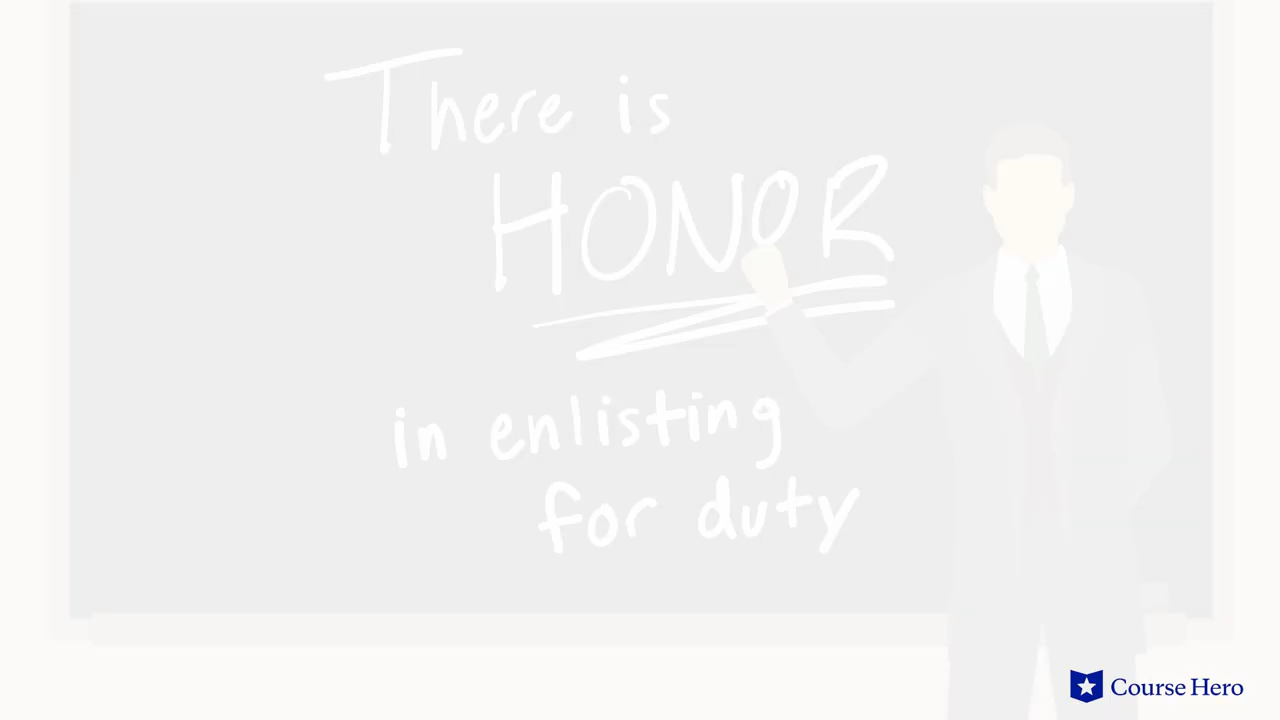 There is
HONOR
in enlisting
for duty
Course Hero